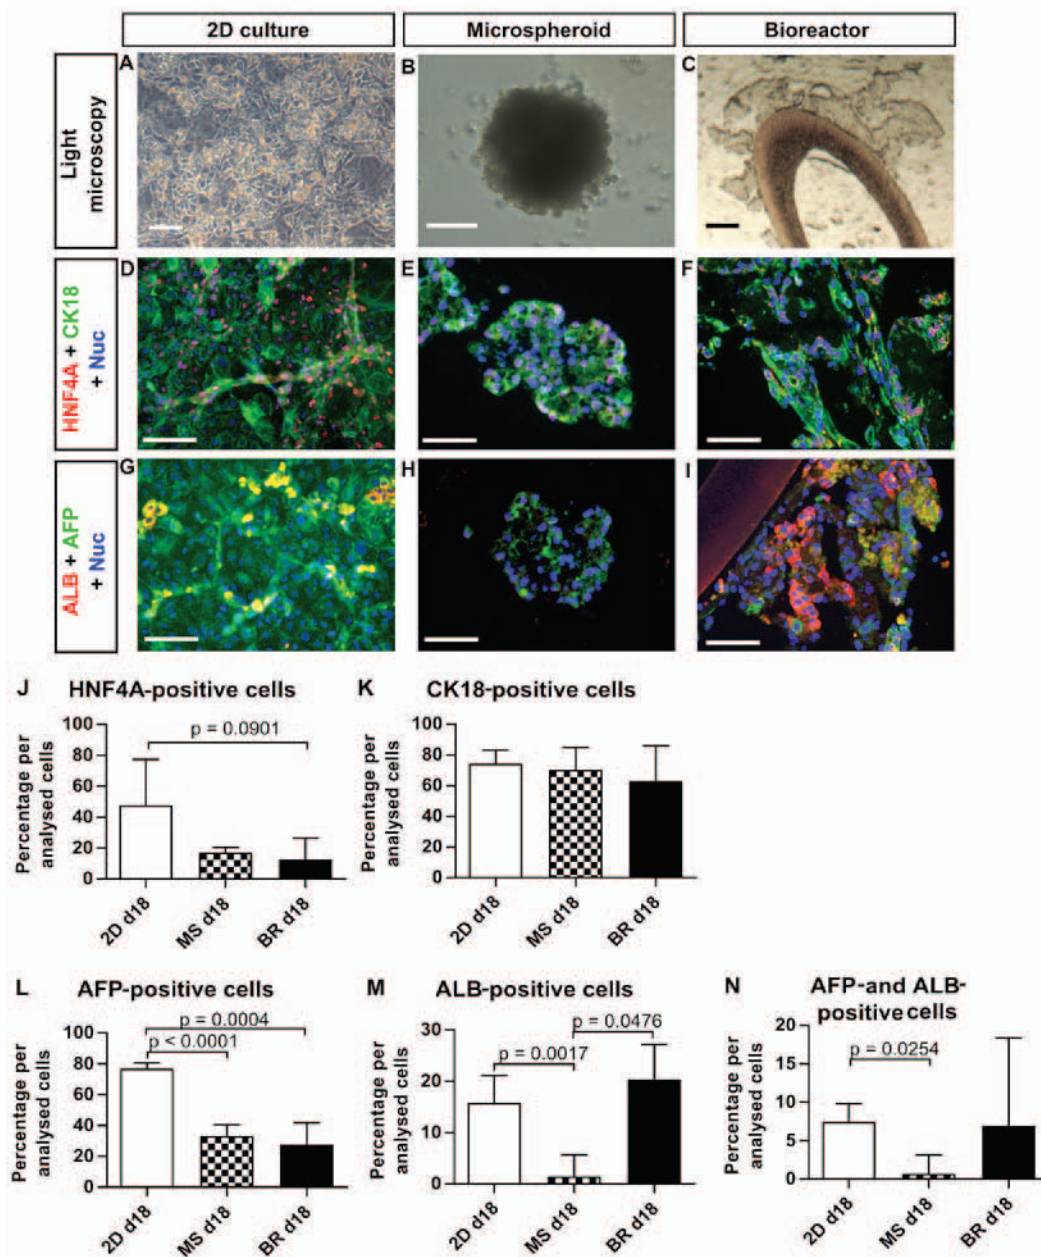 2D culture
Microspheroid
Bioreactor
Light
microscopy
A
B
C
HNF4A + CK18
+ Nuc
D
E
F
ALB + AFP
+ Nuc
G
H
I
J HNF4A-positive cells
Percentage per
analysed cells
100
80
60
40
20
0
p = 0.0901
2D d18
MS d18
BR d18
K CK18-positive cells
Percentage per
analysed cells
100
80
60
40
20
0
2D d18
MS d18
BR d18
L AFP-positive cells
Percentage per
analysed cells
100
80
60
40
20
0
p = 0.0004
p < 0.0001
2D d18
MS d18
BR d18
M ALB-positive cells
Percentage per
analysed cells
30
20
10
0
p = 0.0476
p = 0.0017
2D d18
MS d18
BR d18
N AFP-and ALB-
positive cells
Percentage per
analysed cells
20
15
10
5
0
p = 0.0254
2D d18
MS d18
BR d18